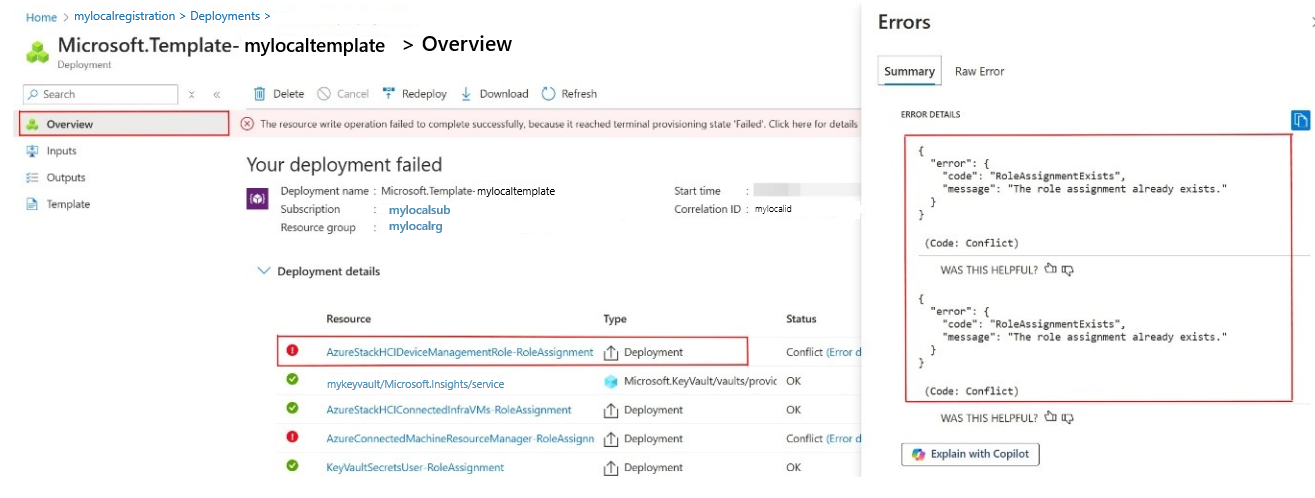 Home > mylocalregistration > Deployments >
Microsoft.Template- mylocaltemplate > Overview
Deployment
Search
Overview
Inputs
Outputs
Template
Delete
Cancel
Redeploy
Download
Refresh
The resource write operation failed to complete successfully, because it reached terminal provisioning state 'Failed'. Click here for details
Your deployment failed
Deployment name : Microsoft.Template- mylocaltemplate
Subscription : mylocalsub
Resource group : mylocalrg
Start time :
Correlation ID : mylocalid
Deployment details
Resource Type Status
AzureStackHCIDeviceManagementRole-RoleAssignment Deployment Conflict (Error d
mykeyvault/Microsoft.Insights/service Microsoft.KeyVault/vaults/provic OK
AzureStackHCIConnectedInfraVMs-RoleAssignment Deployment OK
AzureConnectedMachineResourceManager-RoleAssignn Deployment Conflict (Error d
KeyVaultSecretsUser-RoleAssignment Deployment OK
Errors
Summary Raw Error
ERROR DETAILS
{
"error": {
"code": "RoleAssignmentExists",
"message": "The role assignment already exists."
}
}
(Code: Conflict)
WAS THIS HELPFUL?
{
"error": {
"code": "RoleAssignmentExists",
"message": "The role assignment already exists."
}
}
(Code: Conflict)
WAS THIS HELPFUL?
Explain with Copilot